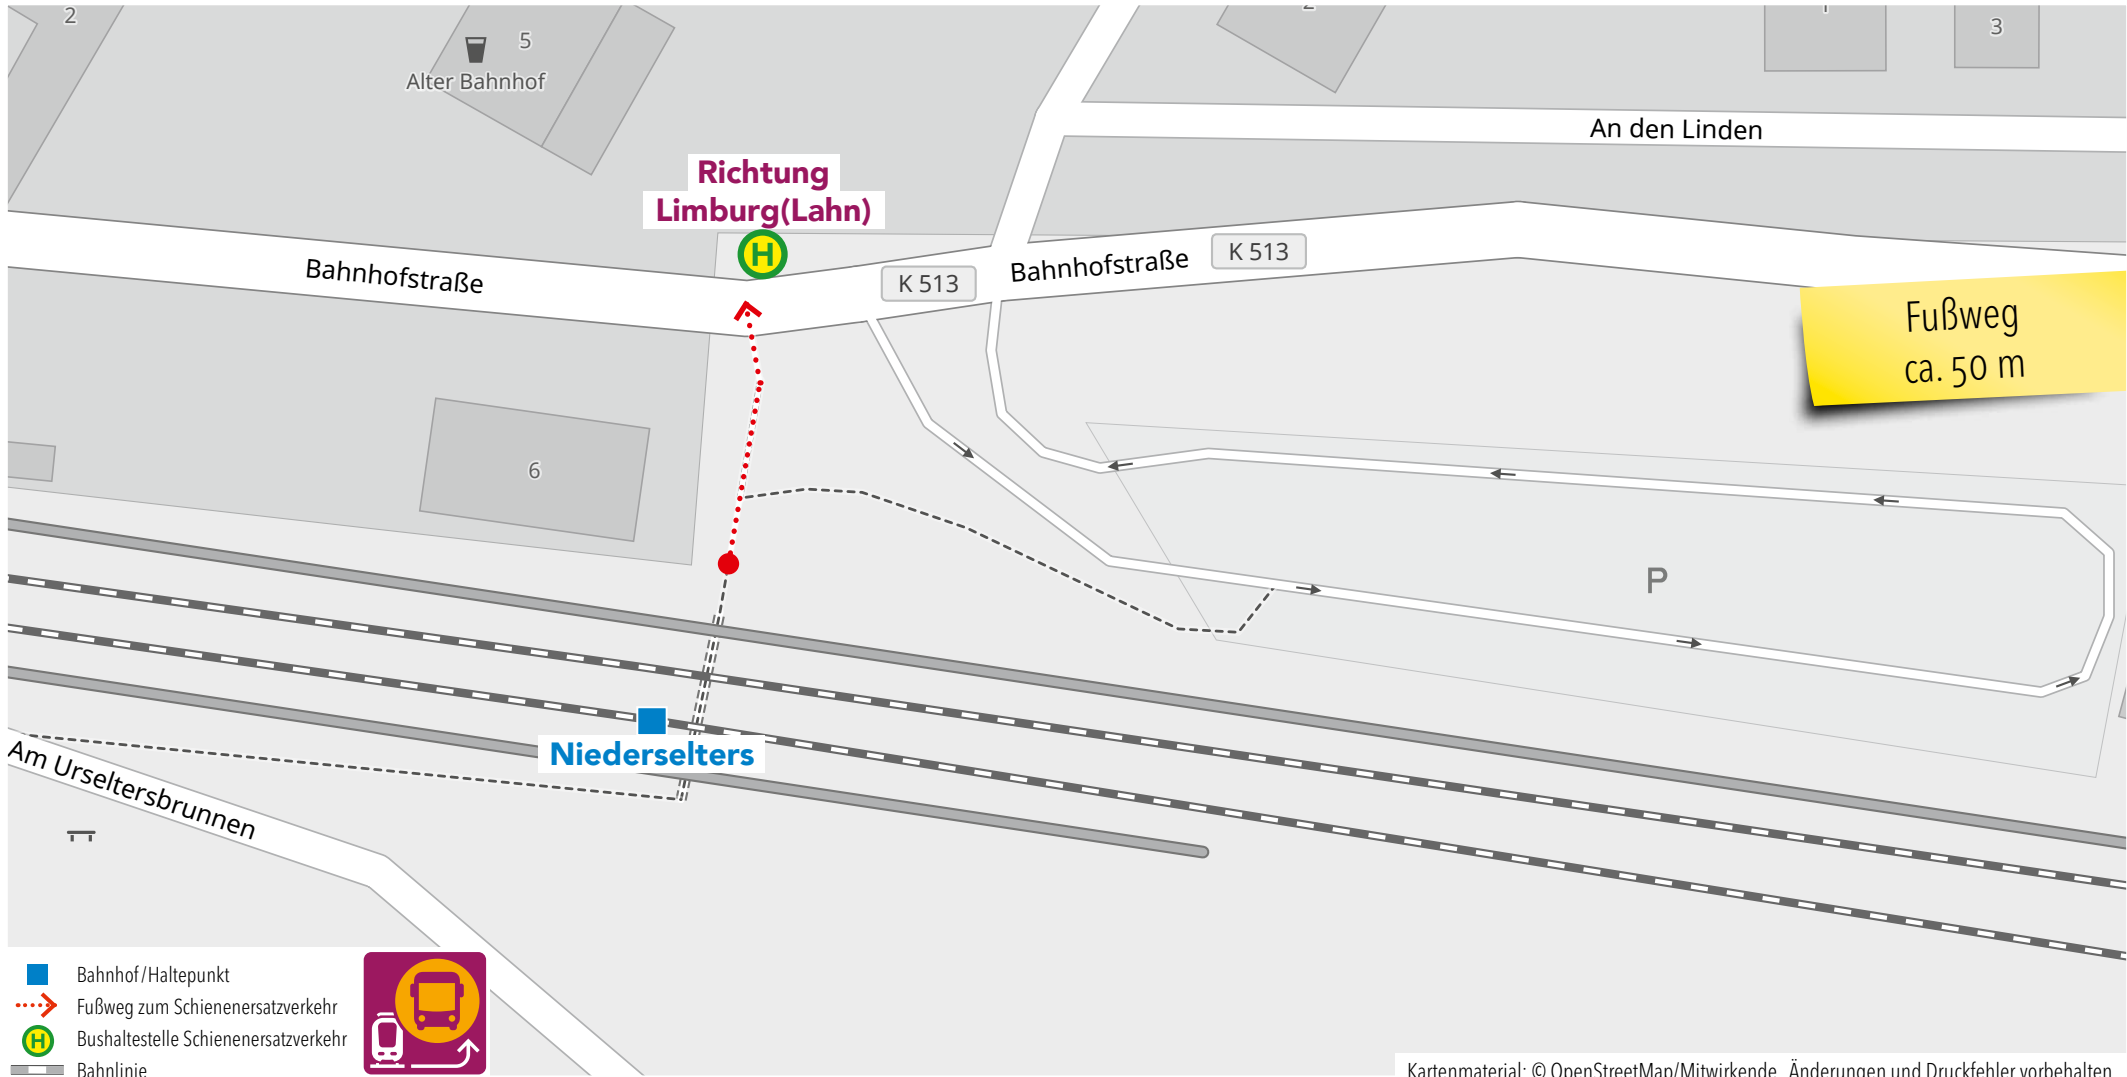 2
5
Alter Bahnhof
3
An den Linden
Richtung
Limburg(Lahn)
H
Bahnhofstraße
K 513
Bahnhofstraße
K 513
Fußweg
ca. 50 m
6
P
Niederselters
Am Urseltersbrunnen
Bahnhof/Haltepunkt
Fußweg zum Schienenersatzverkehr
H
Bushaltestelle Schienenersatzverkehr
Bahnlinie
Kartenmaterial: © OpenStreetMap/Mitwirkende, Änderungen und Druckfehler vorbehalten